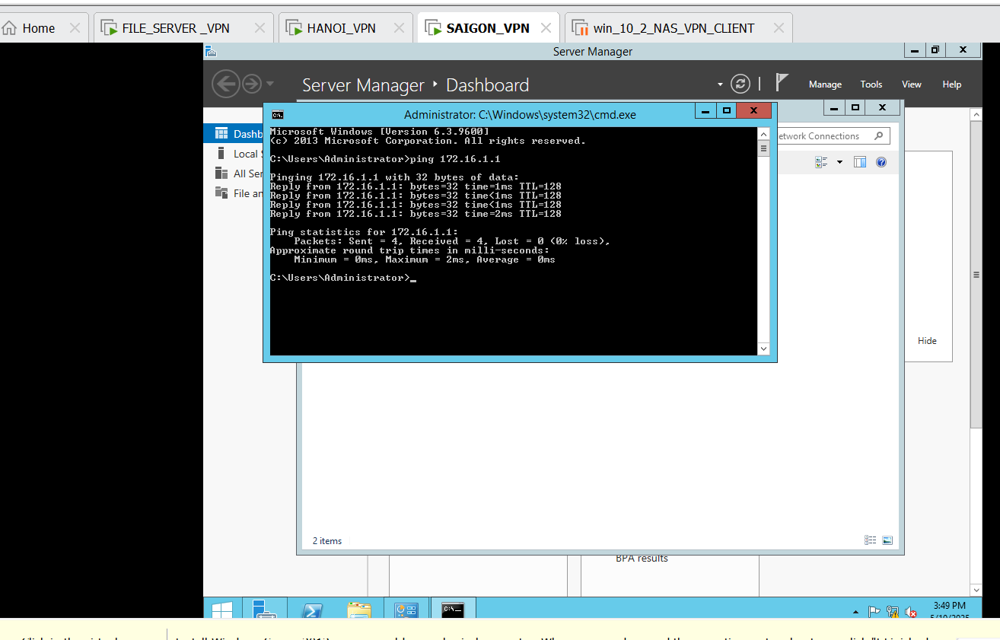 Home
FILE_SERVER _VPN
HANOI_VPN
SAIGON_VPN
win_10_2_NAS_VPN_CLIENT
Server Manager
Server Manager ‣ Dashboard
Manage Tools View Help
Administrator: C:\Windows\system32\cmd.exe
Microsoft Windows [Version 6.3.9600]
(c) 2013 Microsoft Corporation. All rights reserved.
C:\Users\Administrator>ping 172.16.1.1
Pinging 172.16.1.1 with 32 bytes of data:
Reply from 172.16.1.1: bytes=32 time=1ms TTL=128
Reply from 172.16.1.1: bytes=32 time<1ms TTL=128
Reply from 172.16.1.1: bytes=32 time<1ms TTL=128
Reply from 172.16.1.1: bytes=32 time=2ms TTL=128
Ping statistics for 172.16.1.1:
Packets: Sent = 4, Received = 4, Lost = 0 (0% loss),
Approximate round trip times in milli-seconds:
Minimum = 0ms, Maximum = 2ms, Average = 0ms
C:\Users\Administrator>_
Dashb
Local S
All Ser
File an
etwork Connections
Hide
2 items
BPA results
3:49 PM